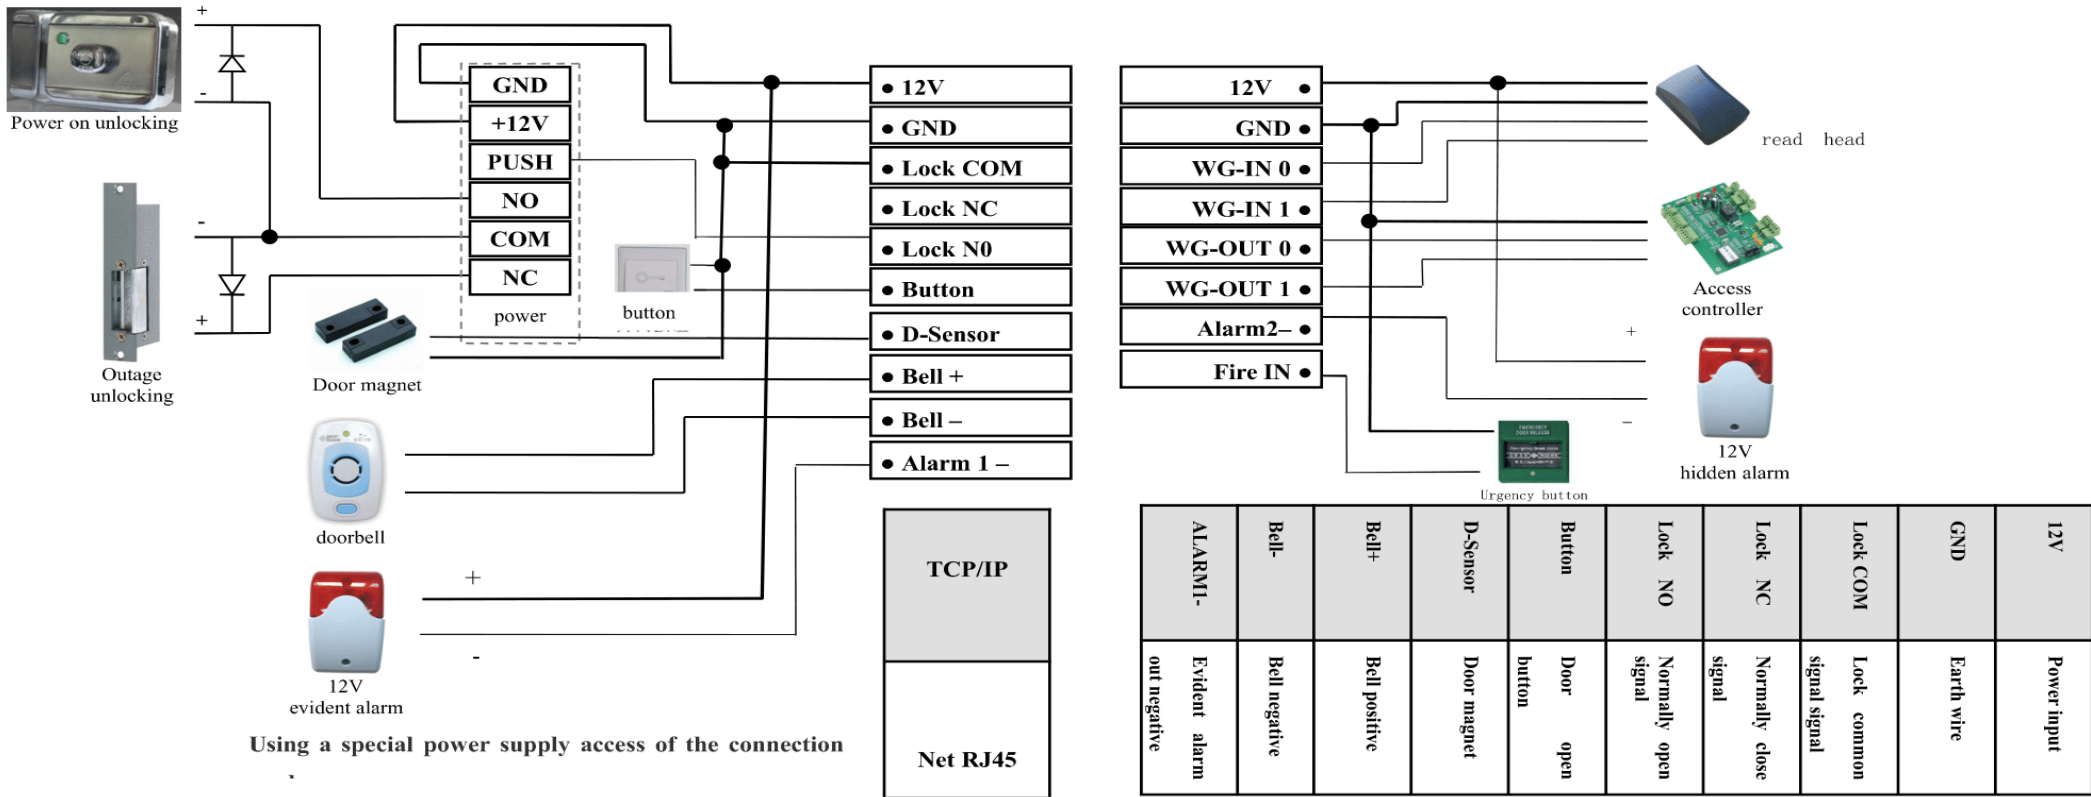 +
-
Power on unlocking
-
+
Outage
unlocking
GND
+12V
PUSH
NO
COM
NC
power
button
Door magnet
doorbell
+
-
12V
evident alarm
Using a special power supply access of the connection
• 12V
• GND
• Lock COM
• Lock NC
• Lock N0
• Button
• D-Sensor
• Bell +
• Bell –
• Alarm 1 –
TCP/IP
Net RJ45
12V •
GND •
WG-IN 0 •
WG-IN 1 •
WG-OUT 0 •
WG-OUT 1 •
Alarm2– •
Fire IN •
read head
Access
controller
+
–
12V
hidden alarm
EMERGENCY
DOOR RELEASE
Urgency button
12V
Power input
GND
Earth wire
Lock COM
Lock common
signal signal
Lock NC
Normally close
signal
Lock NO
Normally open
signal
Button
Door open
button
D-Sensor
Door magnet
Bell+
Bell positive
Bell-
Bell negative
ALARM1-
Evident alarm
out negative